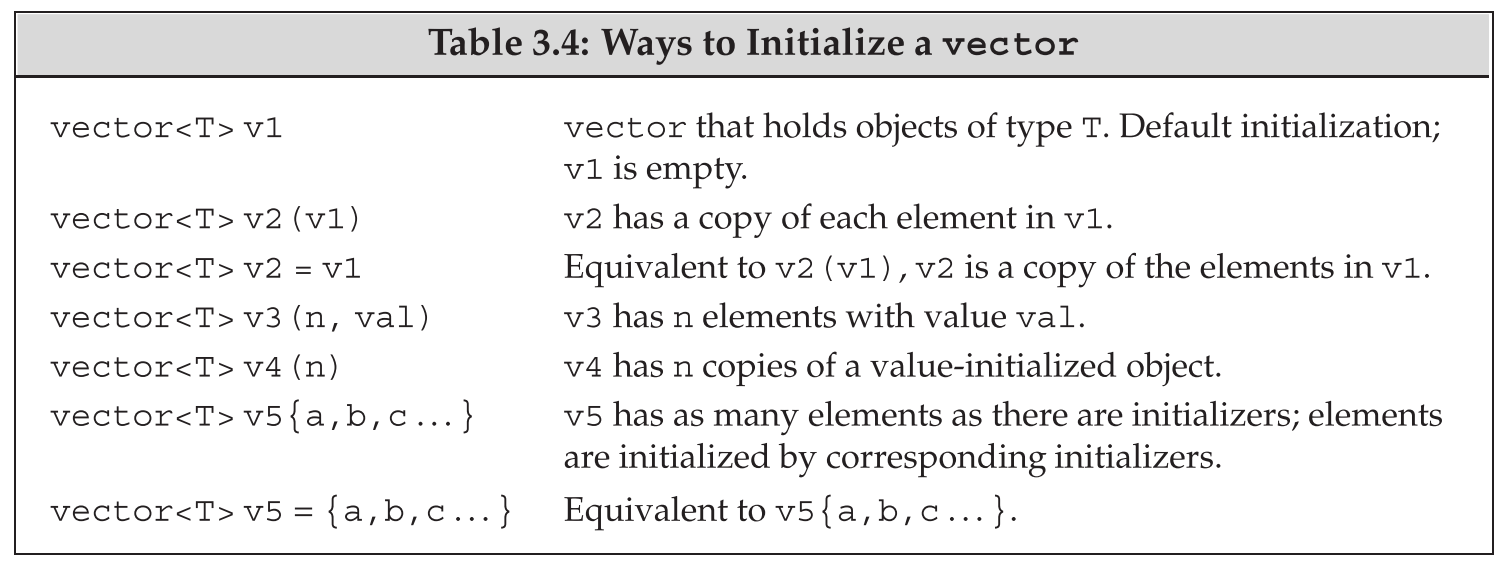 Table 3.4: Ways to Initialize a vector
vector<T> v1 vector that holds objects of type T. Default initialization;
v1 is empty.
vector<T> v2(v1) v2 has a copy of each element in v1.
vector<T> v2 = v1 Equivalent to v2(v1), v2 is a copy of the elements in v1.
vector<T> v3(n, val) v3 has n elements with value val.
vector<T> v4(n) v4 has n copies of a value-initialized object.
vector<T> v5{a,b,c...} v5 has as many elements as there are initializers; elements
are initialized by corresponding initializers.
vector<T> v5 = {a,b,c...} Equivalent to v5{a,b,c...}.